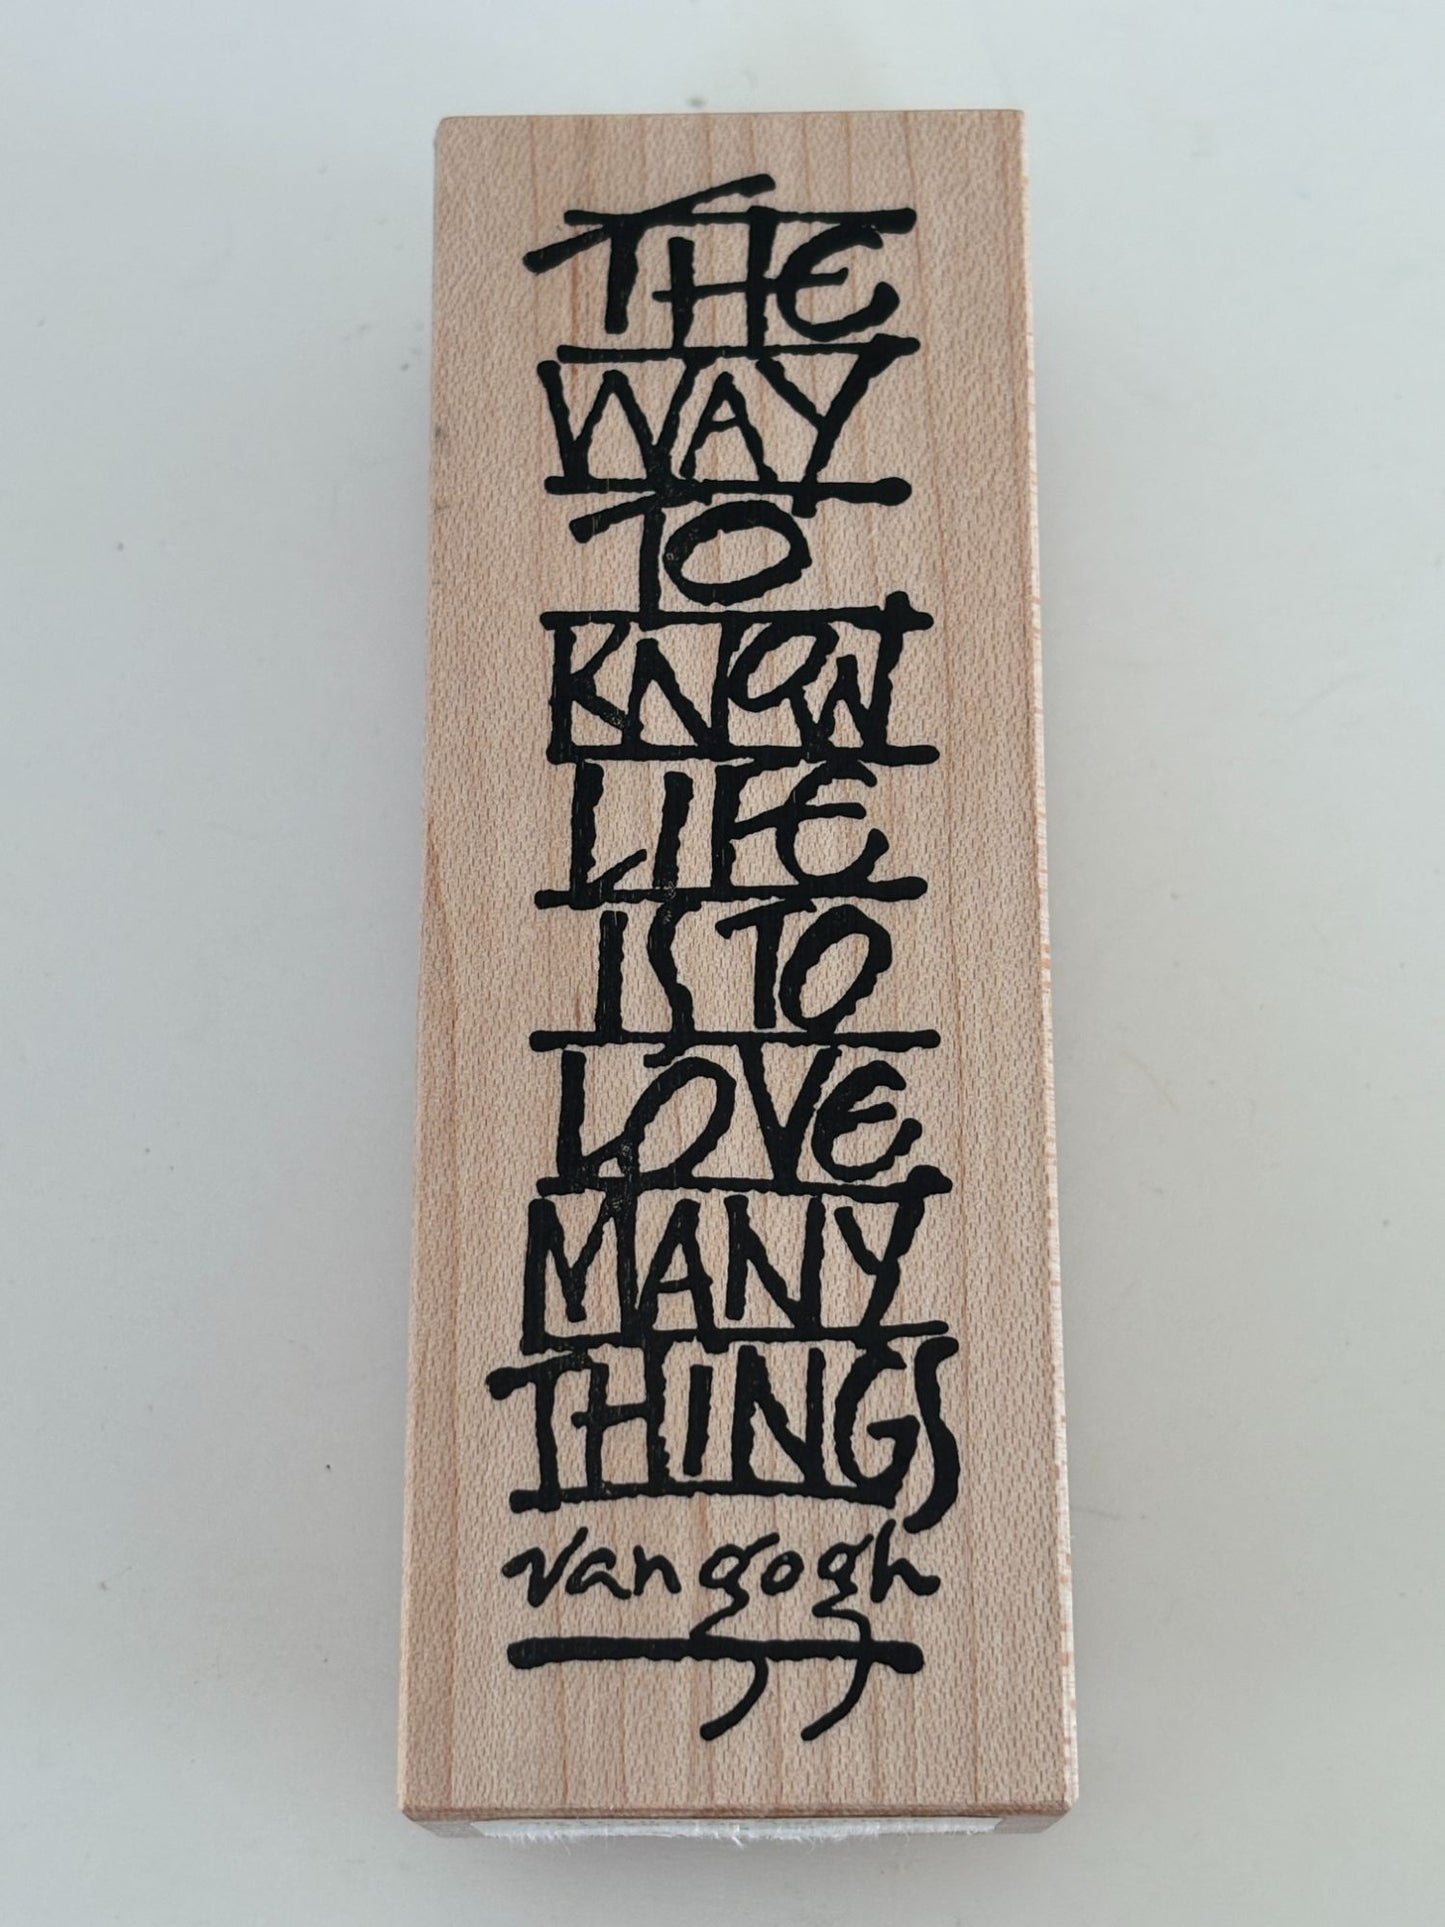 THE
WAY
TO
KNOW
LIFE
IS TO
LOVE
MANY
THINGS
van gogh